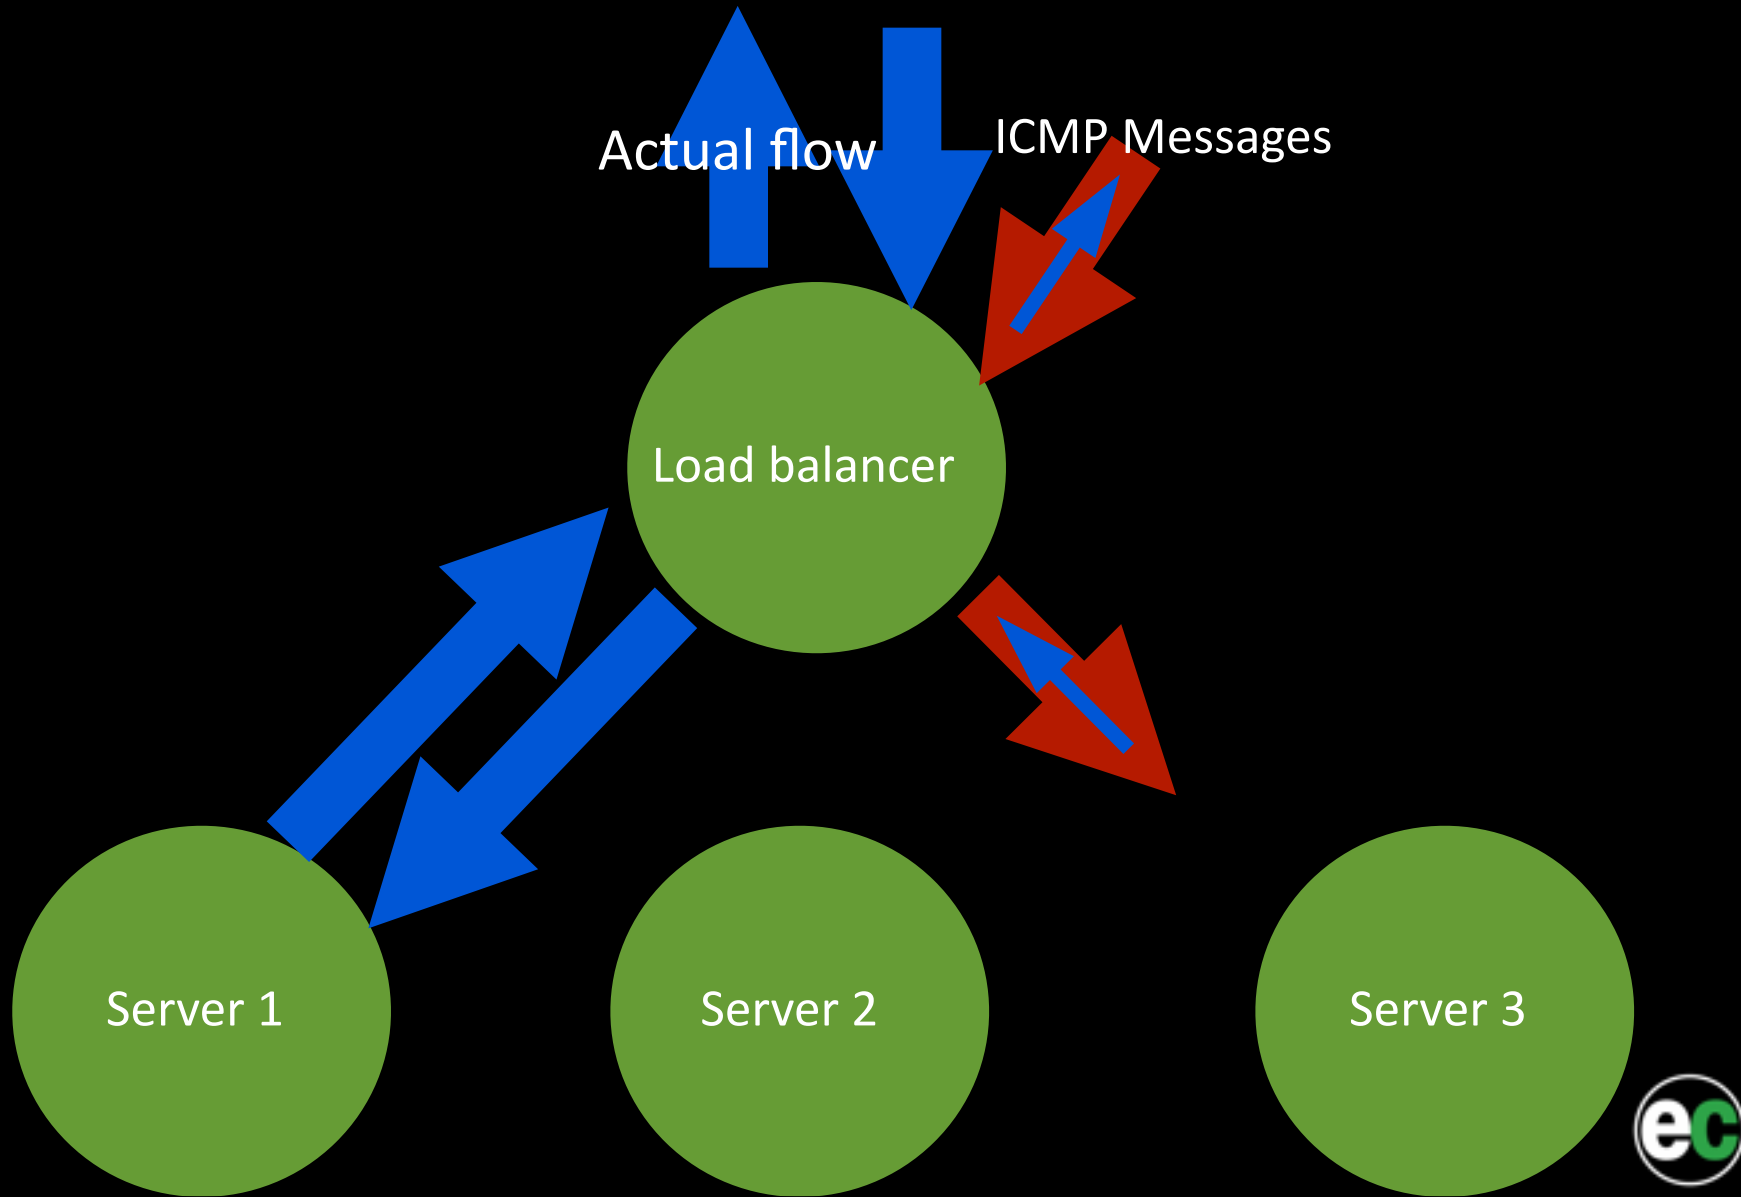 Actual flow
ICMP Messages
Load balancer
Server 1
Server 2
Server 3
ec